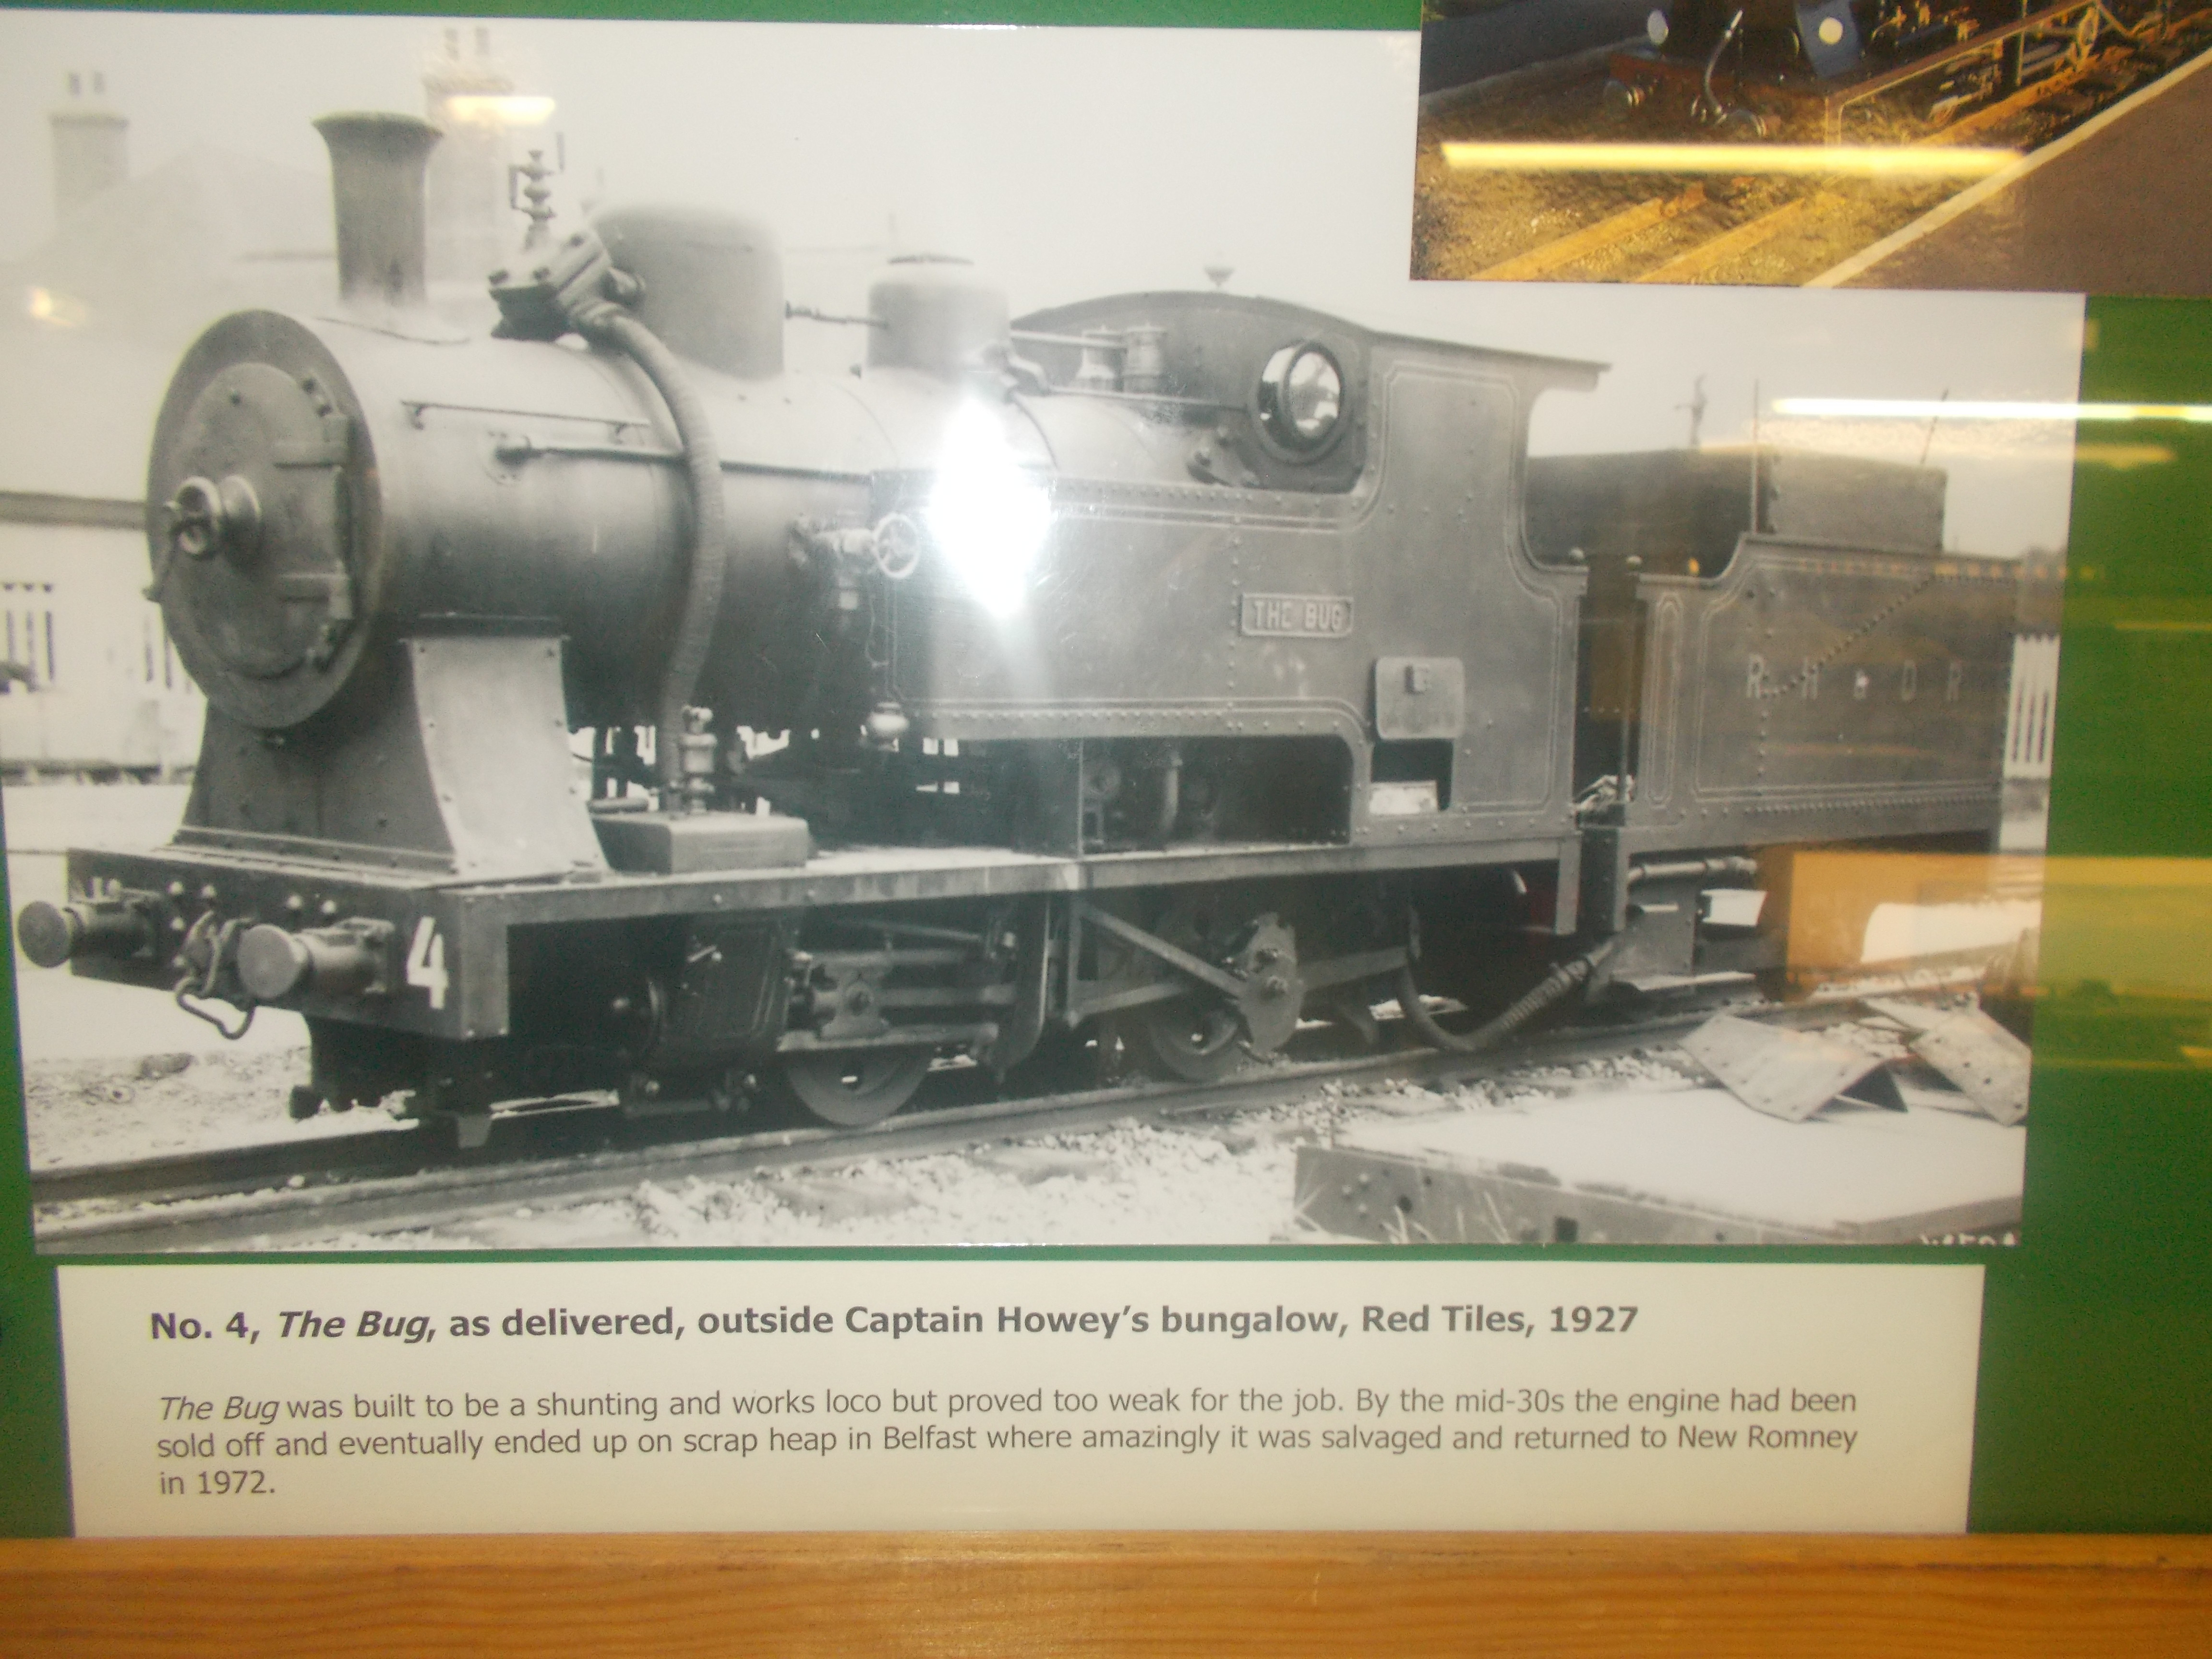 THE BUG
R H & D R
4
No. 4, The Bug, as delivered, outside Captain Howey's bungalow, Red Tiles, 1927
The Bug was built to be a shunting and works loco but proved too weak for the job. By the mid-30s the engine had been
sold off and eventually ended up on scrap heap in Belfast where amazingly it was salvaged and returned to New Romney
in 1972.